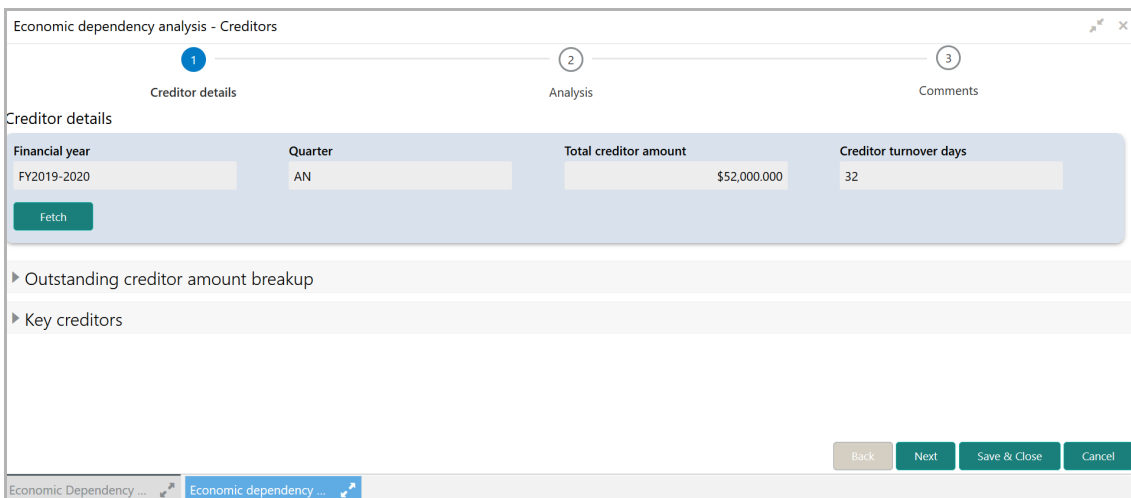 Economic dependency analysis - Creditors
1
2
3
Creditor details
Analysis
Comments
Creditor details
Financial year
Quarter
Total creditor amount
Creditor turnover days
FY2019-2020
AN
$52,000.000
32
Fetch
Outstanding creditor amount breakup
Key creditors
Back
Next
Save & Close
Cancel
Economic Dependency ...
Economic dependency ...